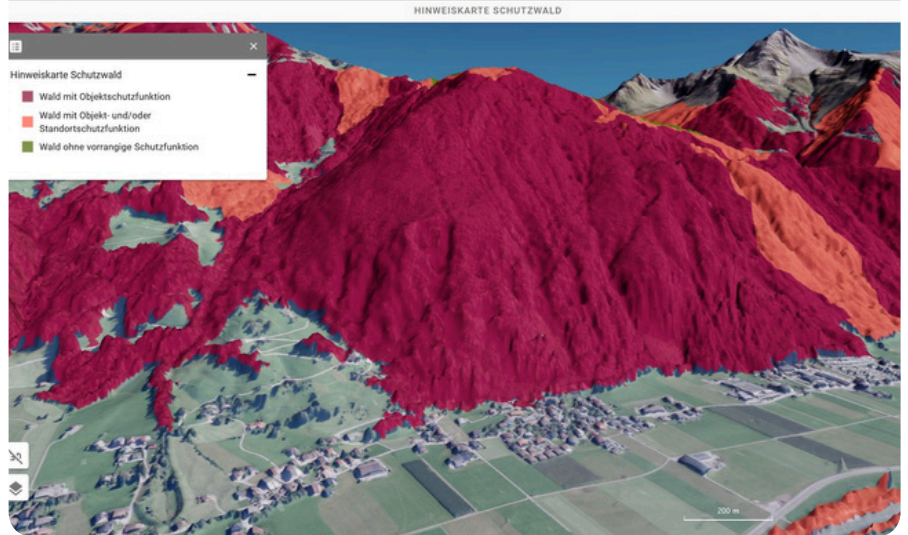 HINWEISKARTE SCHUTZWALD
Hinweiskarte Schutzwald
Wald mit Objektschutzfunktion
Wald mit Objekt- und/oder
Standortschutzfunktion
Wald ohne vorrangige Schutzfunktion
200 m